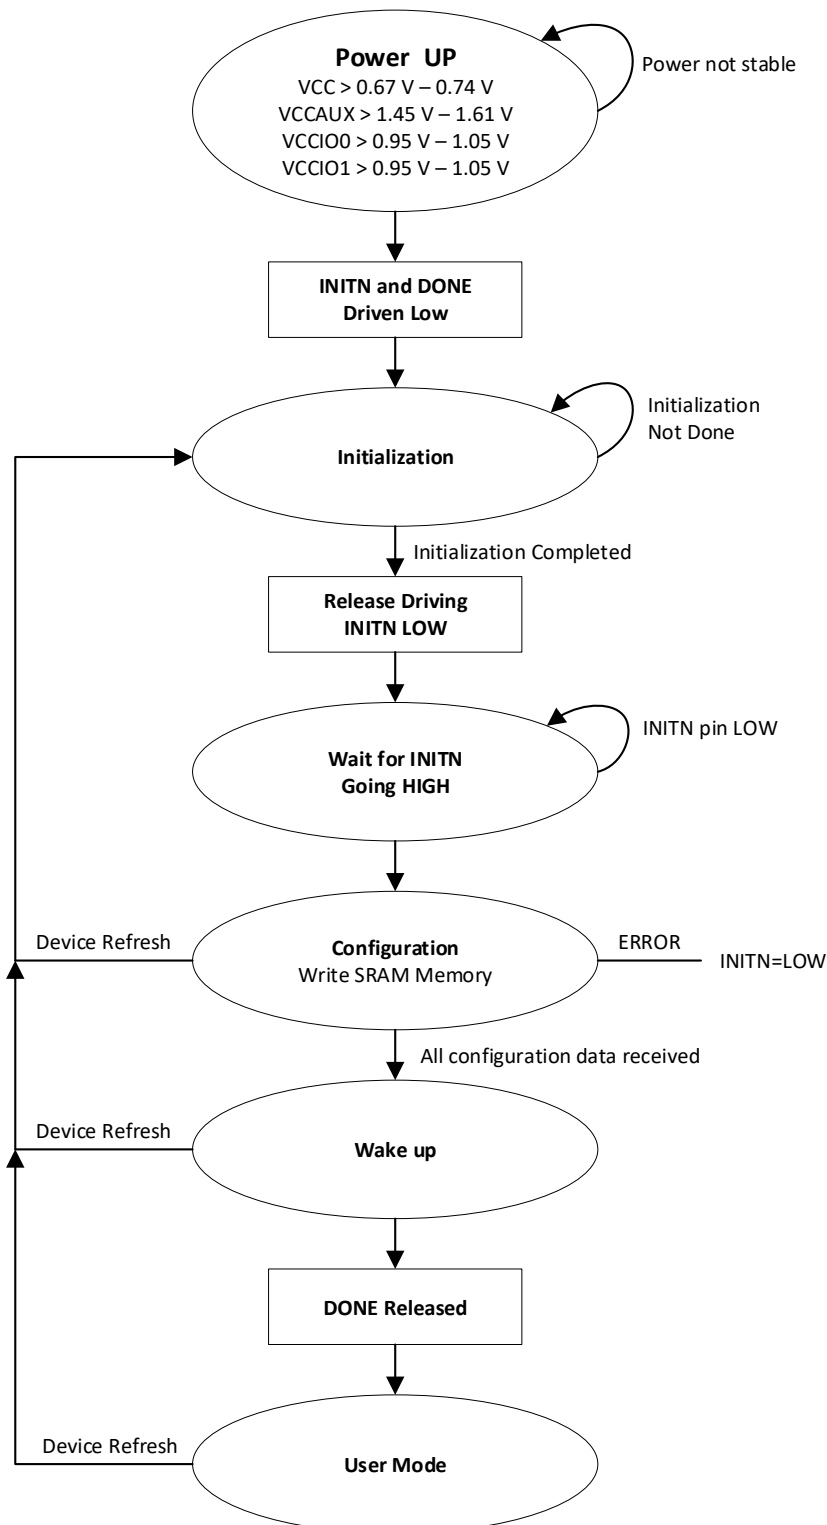 Power UP
VCC > 0.67 V – 0.74 V
VCCAUX > 1.45 V – 1.61 V
VCCIO0 > 0.95 V – 1.05 V
VCCIO1 > 0.95 V – 1.05 V
Power not stable
INITN and DONE
Driven Low
Initialization
Initialization
Not Done
Initialization Completed
Release Driving
INITN LOW
Wait for INITN
Going HIGH
INITN pin LOW
Device Refresh
Configuration
Write SRAM Memory
ERROR
INITN=LOW
All configuration data received
Device Refresh
Wake up
DONE Released
Device Refresh
User Mode